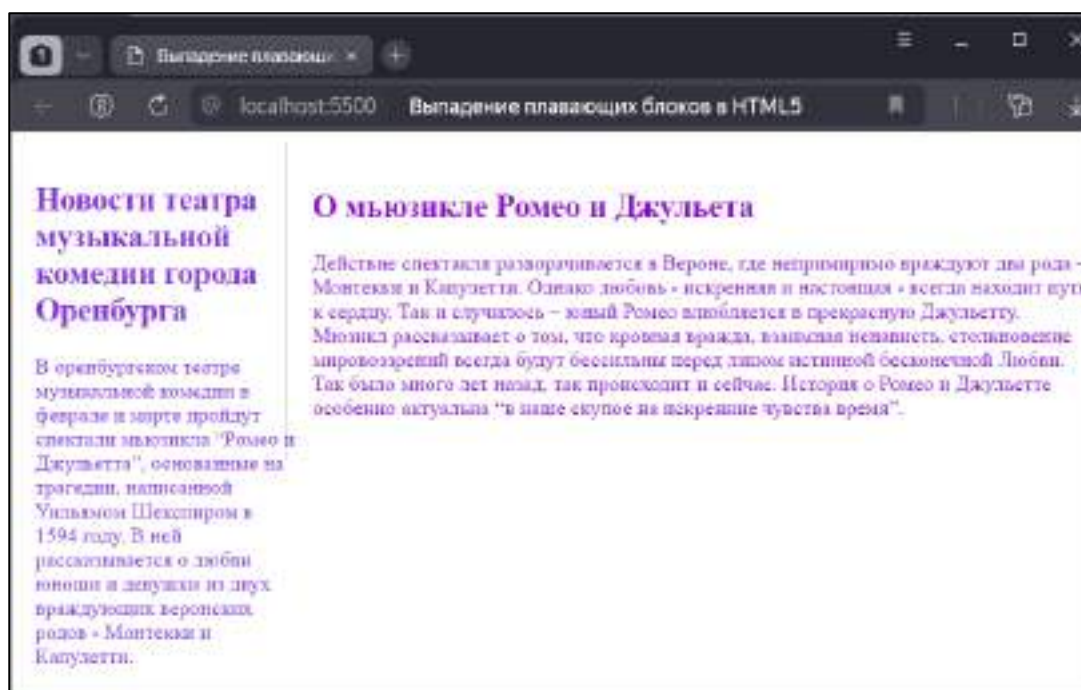 Выпадение плавающи
localhost:5500 Выпадение плавающих блоков в HTML5
Новости театра
музыкальной
комедии города
Оренбурга
В оренбургском театре
музыкальной комедии в
феврале и марте пройдут
спектали мьюзикла "Ромео и
Джульетта", основанные на
трагедии, написанной
Уильямом Шекспиром в
1594 году. В ней
рассказывается о любви
юноши и девушки из двух
враждующих веронских
родов - Монтекки и
Капулетти.
О мьюзикле Ромео и Джульета
Действие спектакля разворачивается в Вероне, где непримиримо враждуют два рода –
Монтекки и Капулетти. Однако любовь - искренняя и настоящая - всегда находит путь
к сердцу. Так и случилось – юный Ромео влюбляется в прекрасную Джульетту.
Мюзикл рассказывает о том, что кровная вражда, взаимная ненависть, столкновение
мировоззрений всегда будут бессильны перед лицом истинной бесконечной Любви.
Так было много лет назад, так происходит и сейчас. История о Ромео и Джульетте
особенно актуальна “в наше скупое на искренние чувства время”.